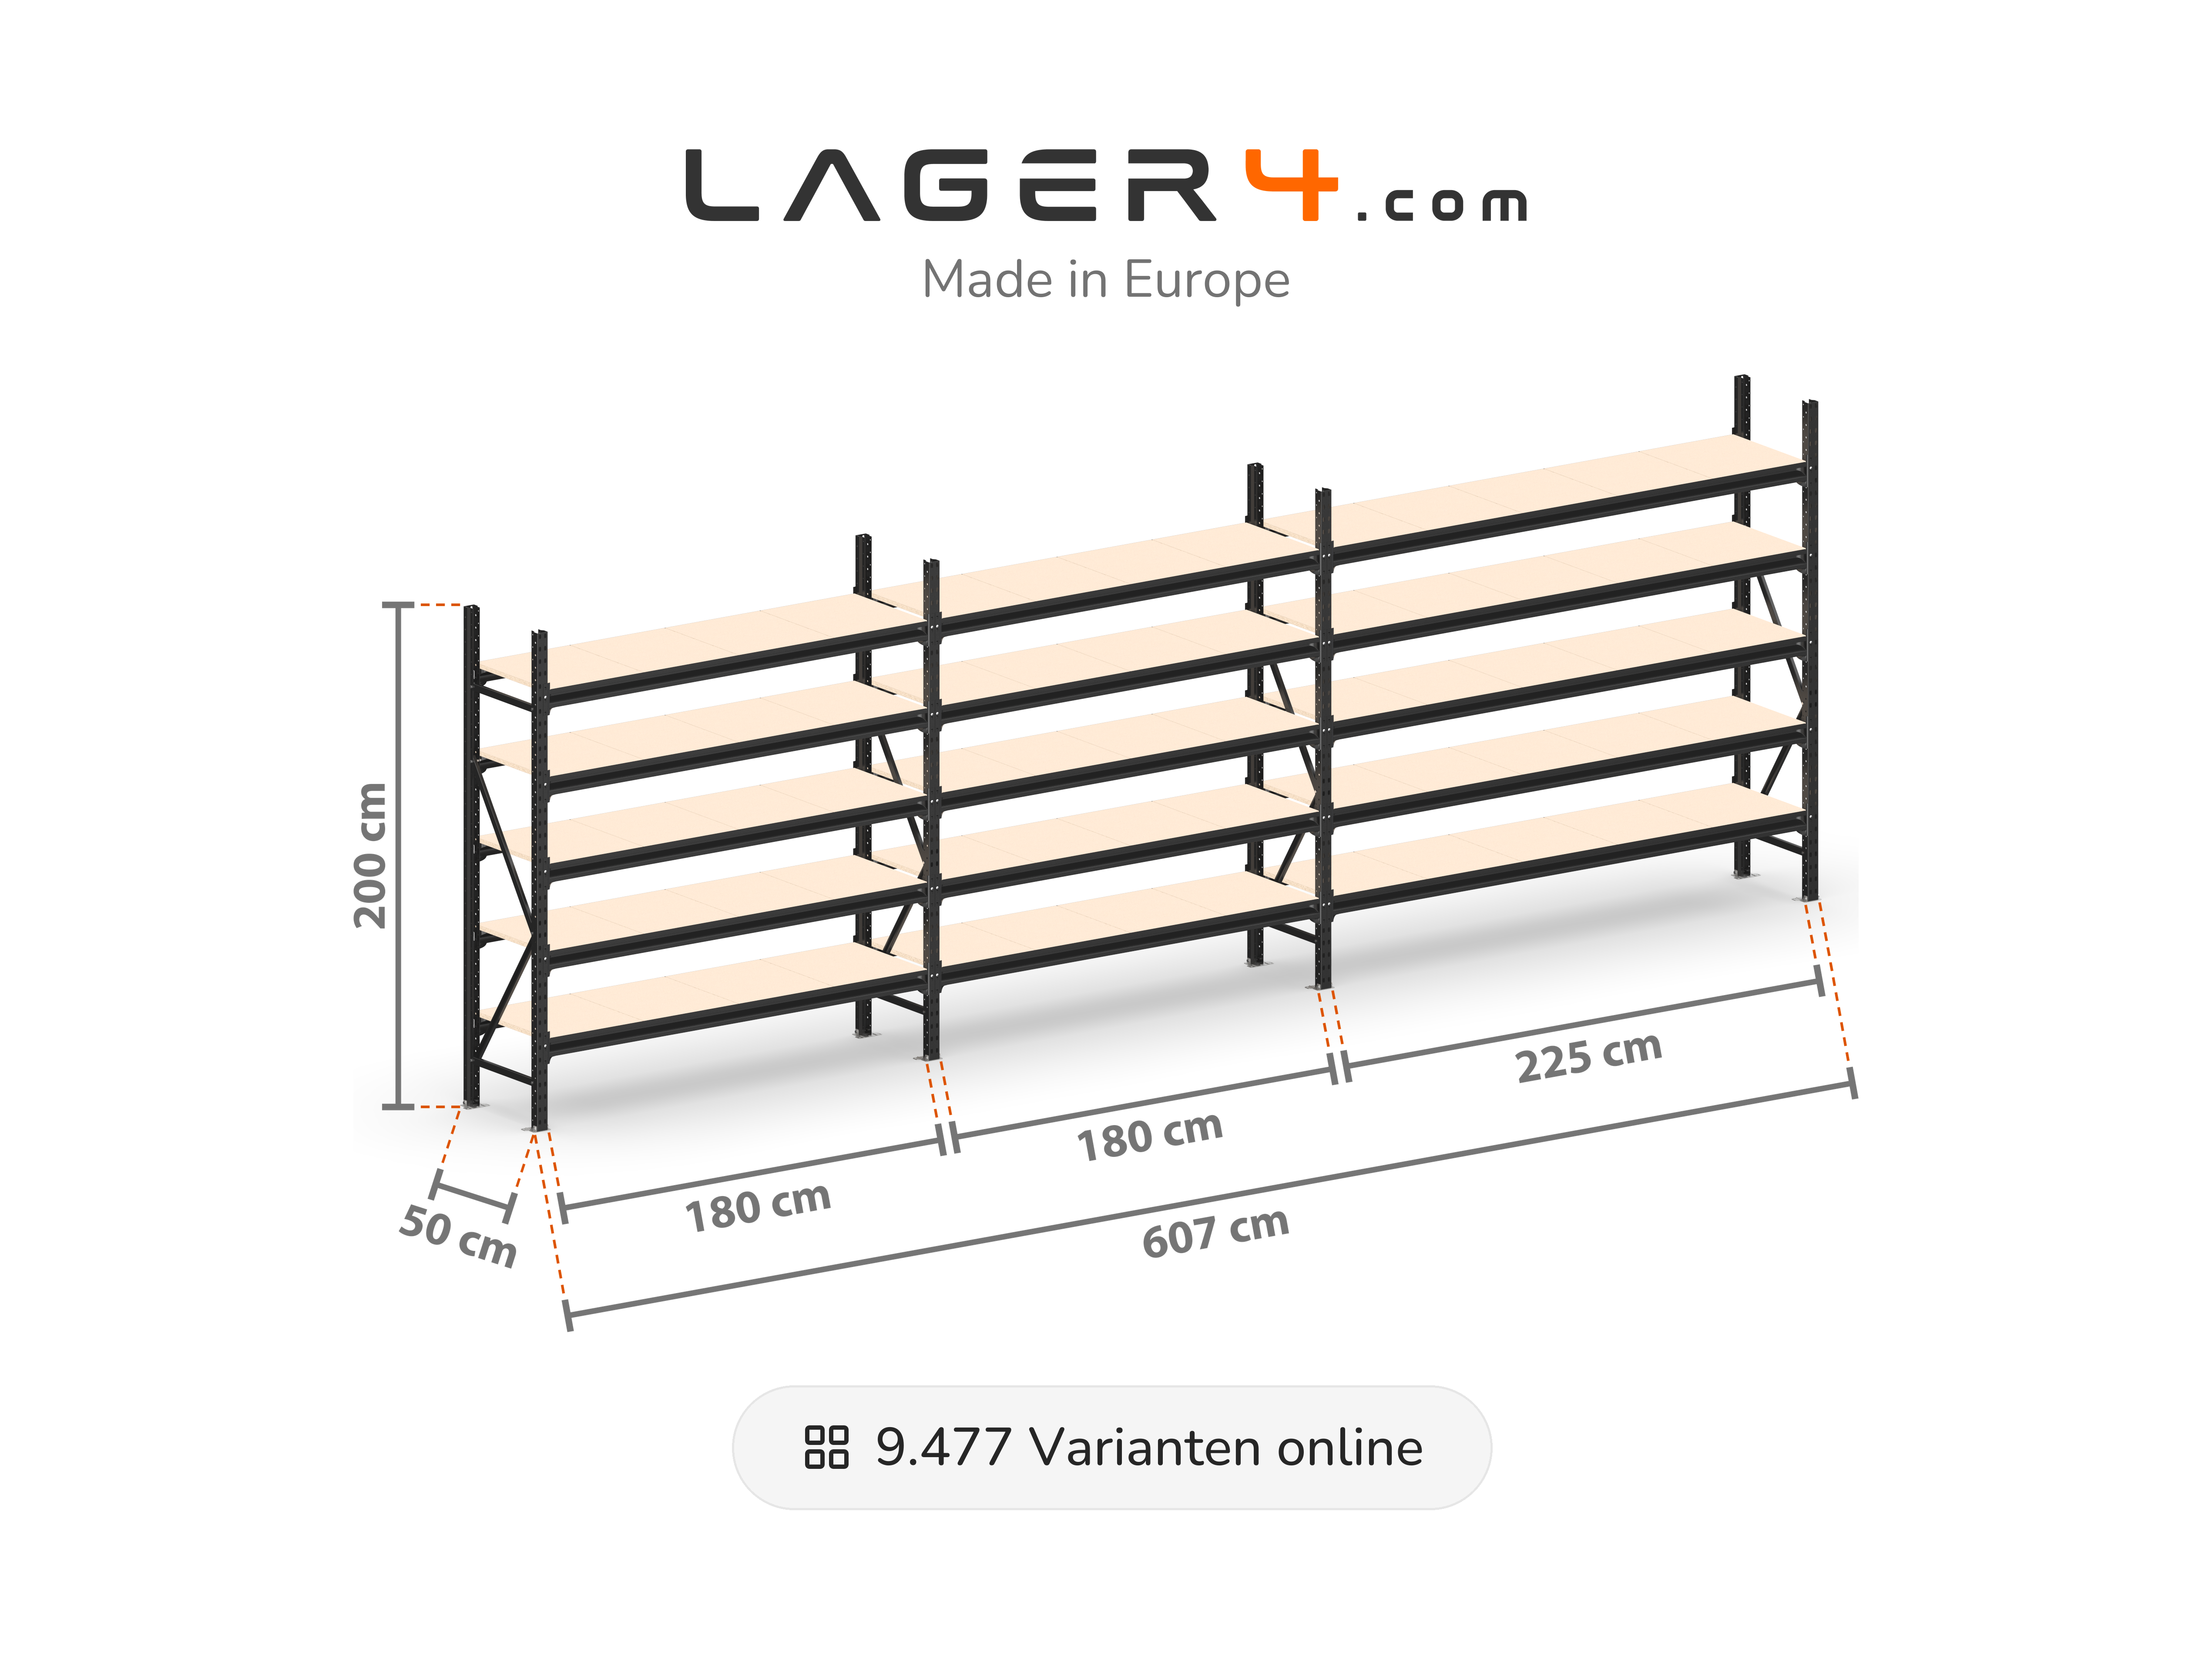 LAGER4.com
Made in Europe
200 cm
50 cm
180 cm
180 cm
225 cm
607 cm
9.477 Varianten online